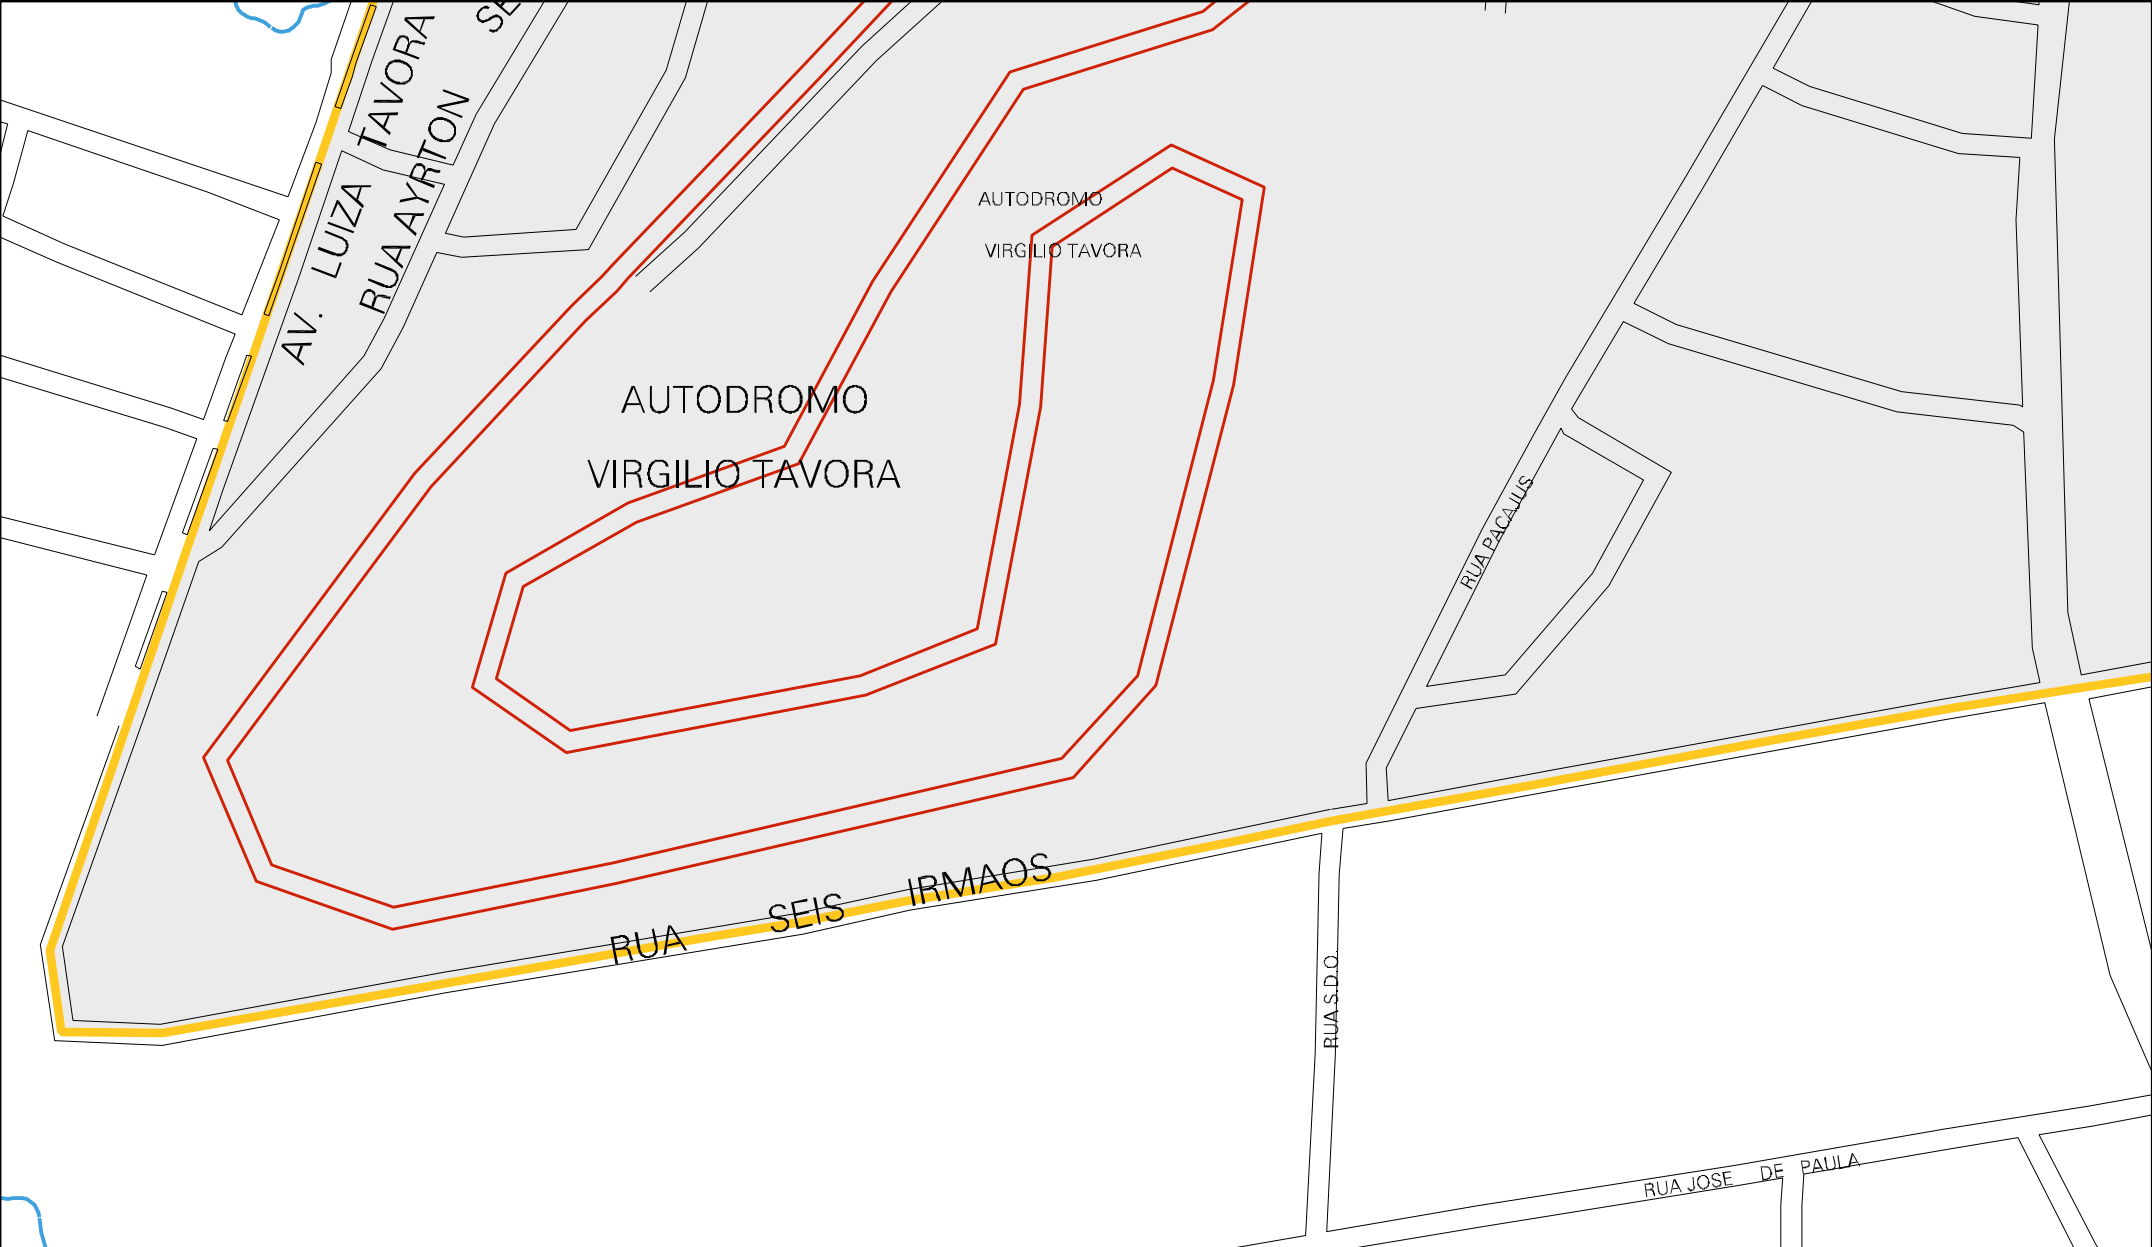 AV. LUIZA TAVORA
RUA AYRTON SE
AUTODROMO
VIRGILIO TAVORA
AUTODROMO
VIRGILIO TAVORA
RUA PACAJUS
RUA SEIS IRMAOS
RUA S.D.O.
RUA JOSE DE PAULA